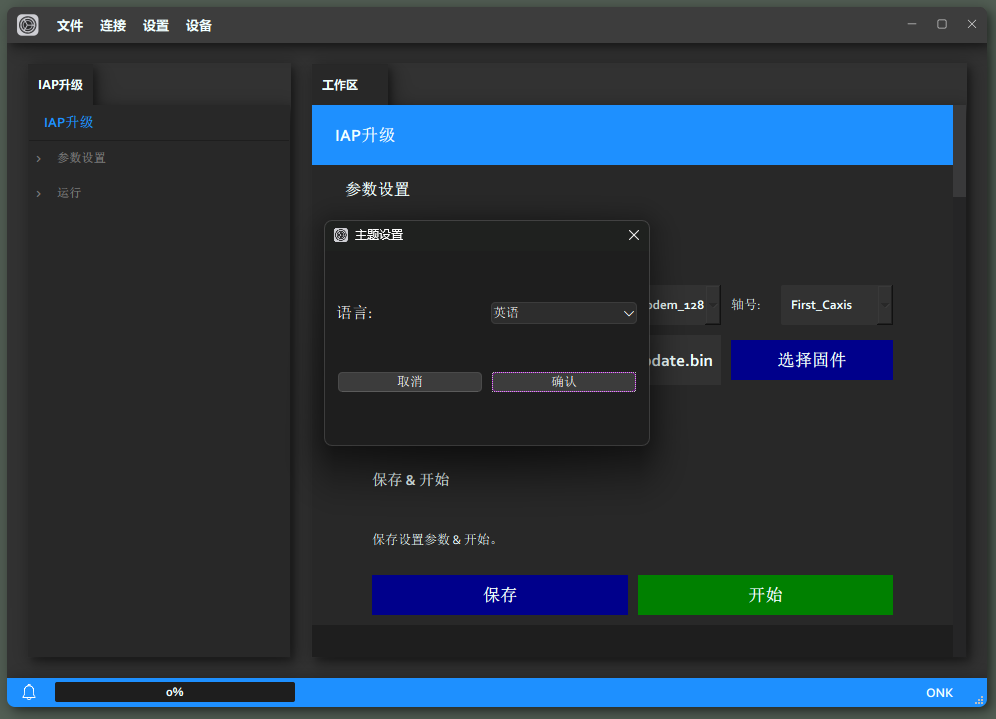 文件 连接 设置 设备
IAP升级
工作区
IAP升级
IAP升级
参数设置
参数设置
运行
主题设置
语言:
英语
取消
确认
odem_128
轴号:
First_Caxis
date.bin
选择固件
保存 & 开始
保存设置参数 & 开始。
保存
开始
0%
ONK